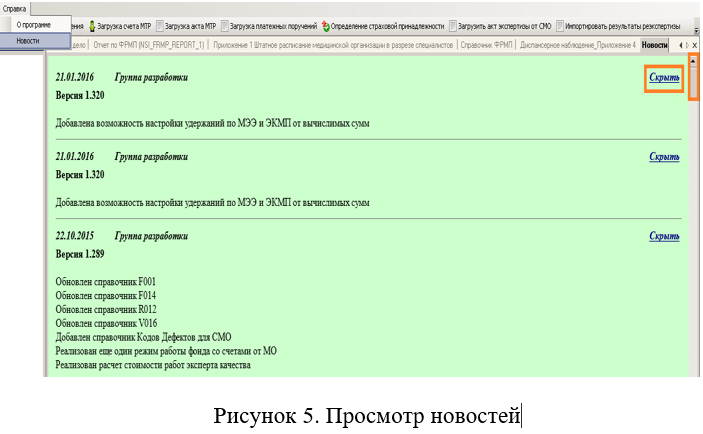 Справка
О программе
Новости
ения Загрузка счета МТР Загрузка акта МТР Загрузка платежных поручений Определение страховой принадлежности Загрузить акт экспертизы от СМО Импортировать результаты реэкспертизы
дело Отчет по ФРМП (NSI_FRMP_REPORT_1) Приложение 1 Штатное расписание медицинской организации в разрезе специалистов Справочник ФРМП Диспансерное наблюдение_Приложение 4 Новости
21.01.2016 Группа разработки Скрыть
Версия 1.320
Добавлена возможность настройки удержаний по МЭЭ и ЭКМП от вычислимых сумм
21.01.2016 Группа разработки Скрыть
Версия 1.320
Добавлена возможность настройки удержаний по МЭЭ и ЭКМП от вычислимых сумм
22.10.2015 Группа разработки Скрыть
Версия 1.289
Обновлен справочник F001
Обновлен справочник F014
Обновлен справочник R012
Обновлен справочник V016
Добавлен справочник Кодов Дефектов для СМО
Реализован еще один режим работы фонда со счетами от МО
Реализован расчет стоимости работ эксперта качества
Рисунок 5. Просмотр новостей